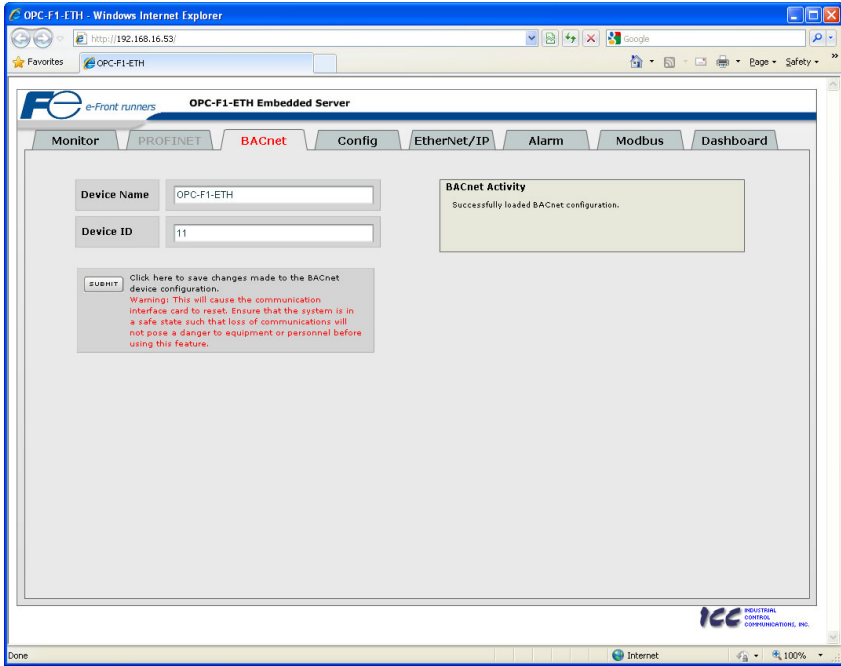 OPC-F1-ETH - Windows Internet Explorer
http://192.168.16.53/
Google
Favorites
OPC-F1-ETH
Page
Safety
»
Fe e-Front runners
OPC-F1-ETH Embedded Server
Monitor
PROFINET
BACnet
Config
EtherNet/IP
Alarm
Modbus
Dashboard
Device Name
OPC-F1-ETH
Device ID
11
BACnet Activity
Successfully loaded BACnet configuration.
SUBMIT
Click here to save changes made to the BACnet
device configuration.
Warning: This will cause the communication
interface card to reset. Ensure that the system is in
a safe state such that loss of communications will
not pose a danger to equipment or personnel before
using this feature.
ICC
INDUSTRIAL
CONTROL
COMMUNICATIONS, INC.
Done
Internet
100%